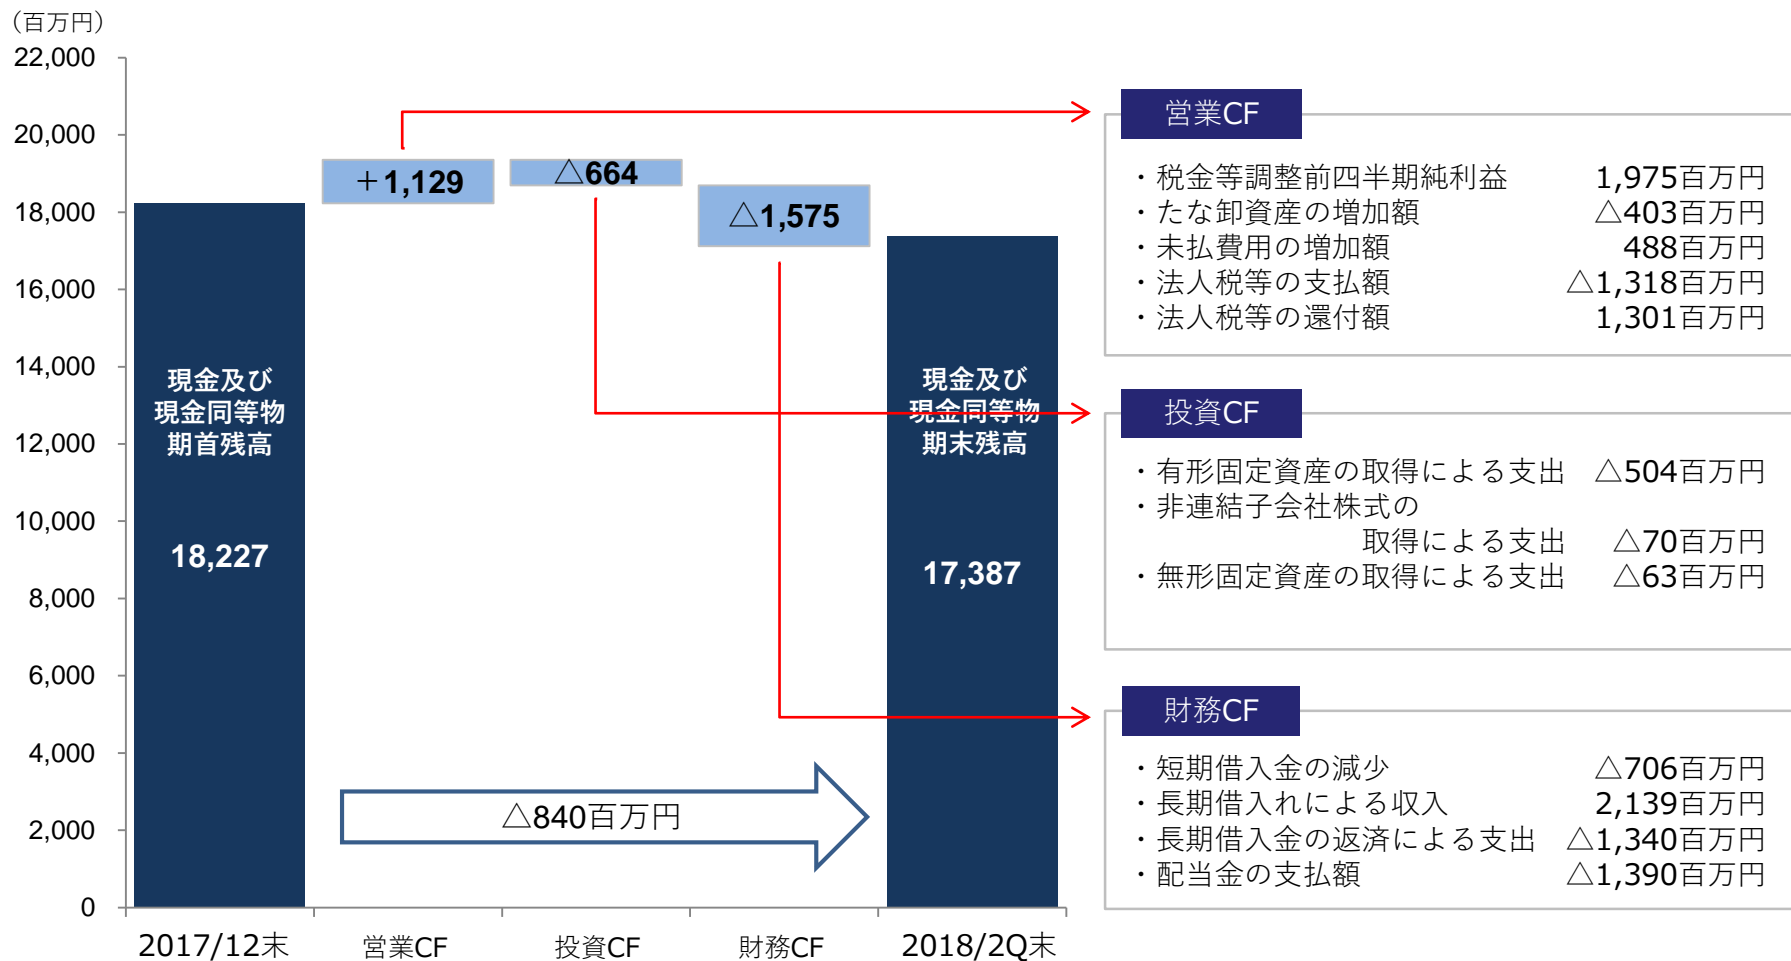 （百万円）
22,000
20,000
18,000
16,000
14,000
12,000
10,000
8,000
6,000
4,000
2,000
0
現金及び
現金同等物
期首残高
18,227
＋1,129
△664
△1,575
現金及び
現金同等物
期末残高
17,387
△840百万円
2017/12末
営業CF
投資CF
財務CF
2018/2Q末
営業CF
・税金等調整前四半期純利益 1,975百万円
・たな卸資産の増加額 △403百万円
・未払費用の増加額 488百万円
・法人税等の支払額 △1,318百万円
・法人税等の還付額 1,301百万円
投資CF
・有形固定資産の取得による支出 △504百万円
・非連結子会社株式の
取得による支出 △70百万円
・無形固定資産の取得による支出 △63百万円
財務CF
・短期借入金の減少 △706百万円
・長期借入れによる収入 2,139百万円
・長期借入金の返済による支出 △1,340百万円
・配当金の支払額 △1,390百万円